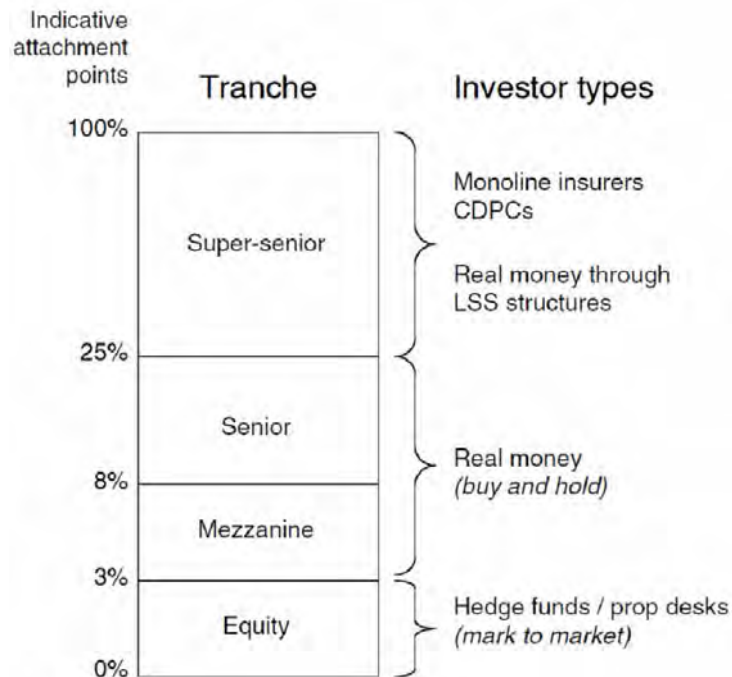 Indicative
attachment
points
Tranche
Investor types
100%
Super-senior
Monoline insurers
CDPCs
Real money through
LSS structures
25%
Senior
8%
Real money
(buy and hold)
Mezzanine
3%
Equity
Hedge funds / prop desks
(mark to market)
0%